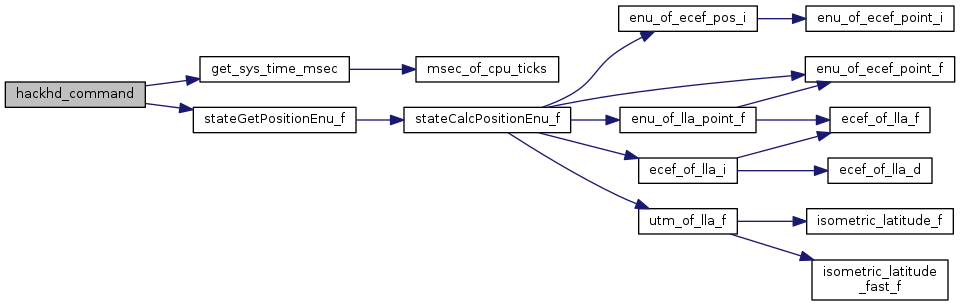 hackhd_command
get_sys_time_msec
msec_of_cpu_ticks
stateGetPositionEnu_f
stateCalcPositionEnu_f
enu_of_ecef_pos_i
enu_of_ecef_point_i
enu_of_ecef_point_f
enu_of_lla_point_f
ecef_of_lla_f
ecef_of_lla_i
ecef_of_lla_d
utm_of_lla_f
isometric_latitude_f
isometric_latitude
_fast_f